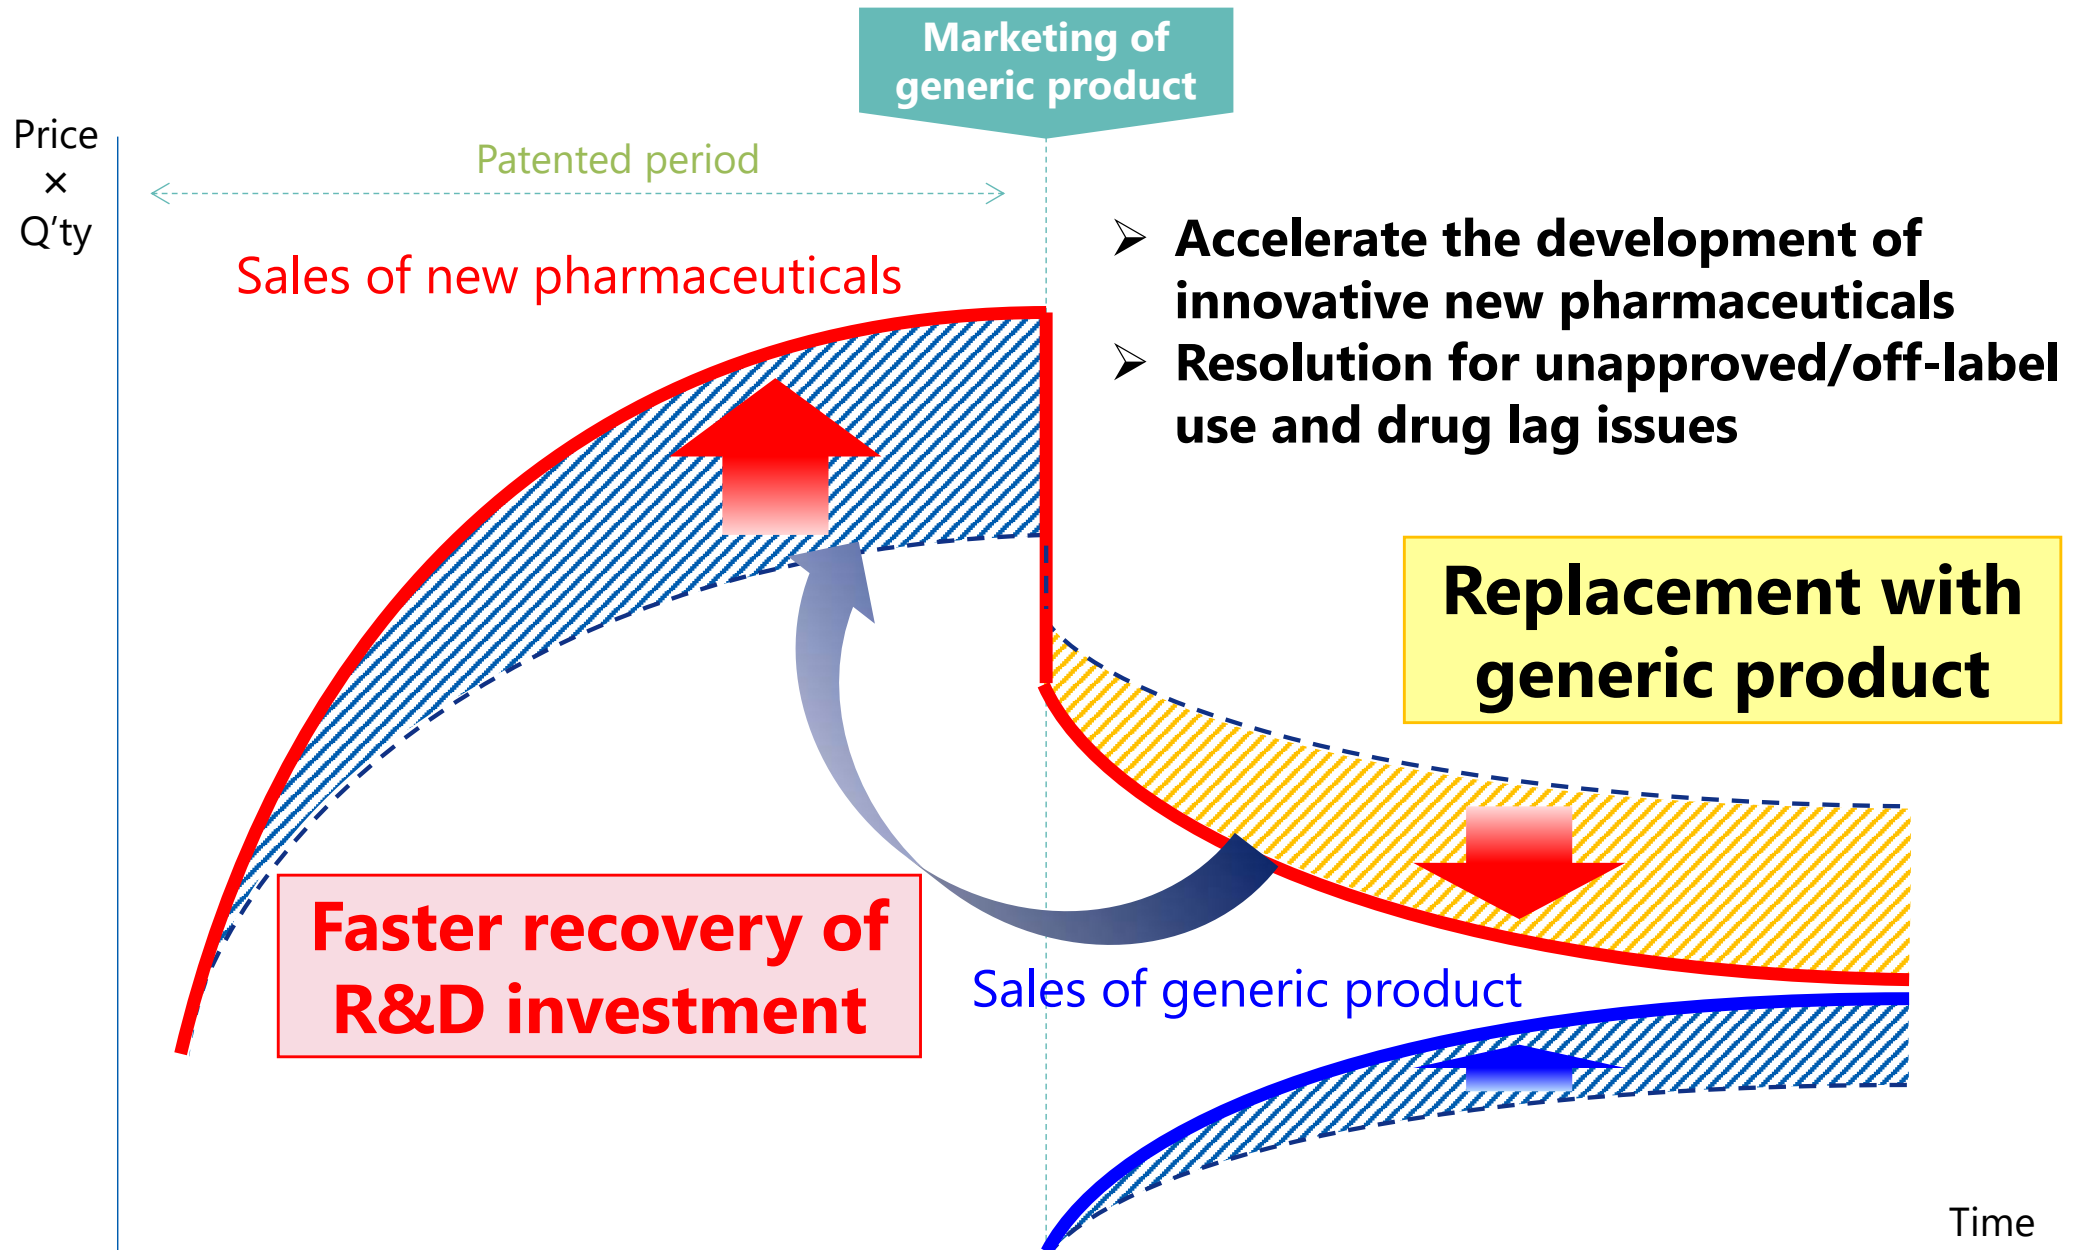 Marketing of
generic product
Price
×
Q'ty
Patented period
Sales of new pharmaceuticals
➢ Accelerate the development of
innovative new pharmaceuticals
➢ Resolution for unapproved/off-label
use and drug lag issues
Replacement with
generic product
Faster recovery of
R&D investment
Sales of generic product
Time